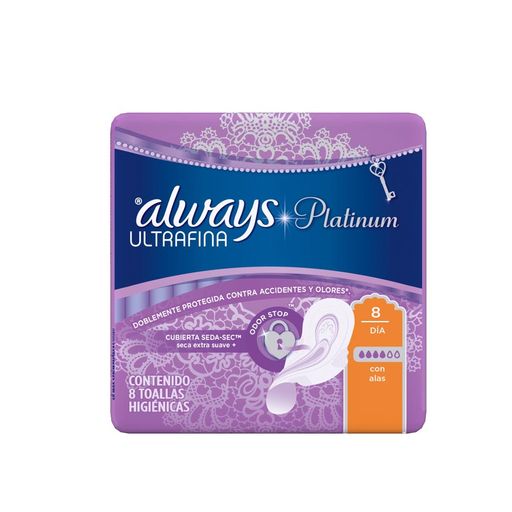 ®always
Platinum
ULTRAFINA
DOBLEMENTE PROTEGIDA CONTRA ACCIDENTES Y OLORES*.
ODOR STOP™
CUBIERTA SEDA-SEC™
seca extra suave +
8
DÍA
con
alas
CONTENIDO
8 TOALLAS
HIGIÉNICAS